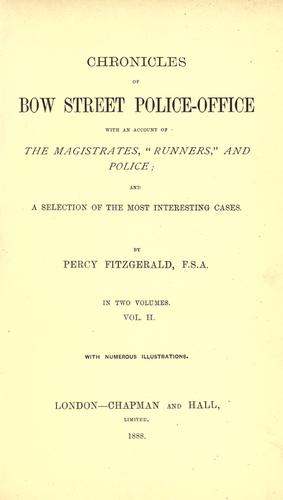 CHRONICLES
OF
BOW STREET POLICE-OFFICE
WITH AN ACCOUNT OF
THE MAGISTRATES, "RUNNERS," AND
POLICE;
AND
A SELECTION OF THE MOST INTERESTING CASES.
BY
PERCY FITZGERALD, F.S.A.
IN TWO VOLUMES.
VOL. II.
WITH NUMEROUS ILLUSTRATIONS.
LONDON—CHAPMAN AND HALL,
LIMITED.
1888.